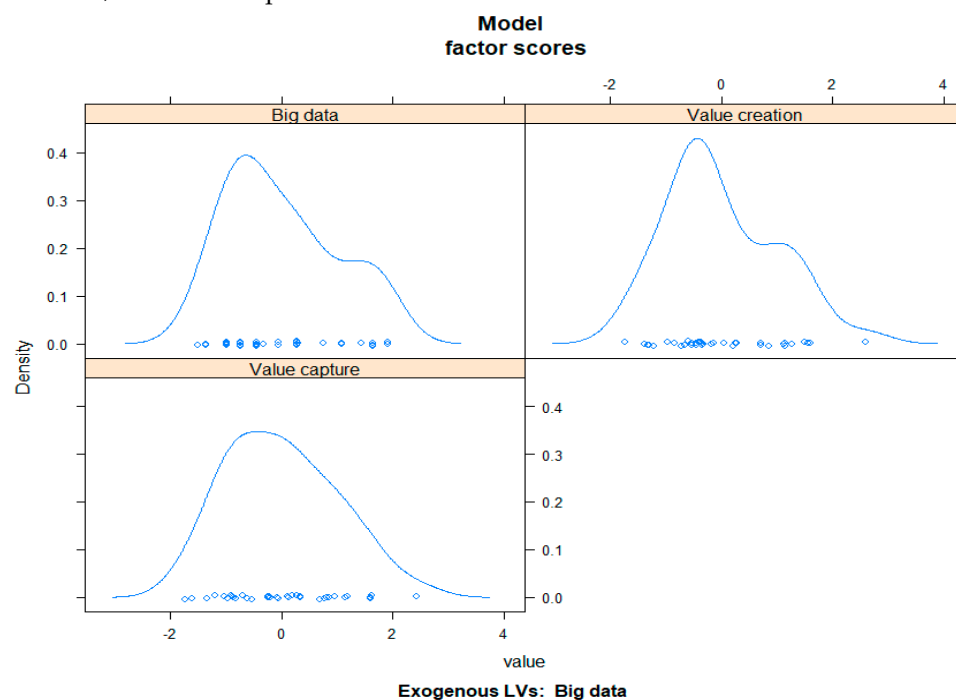 Model
factor scores
-2 0 2 4
Big data
Value creation
0.4
0.3
0.2
0.1
0.0
Density
Value capture
0.4
0.3
0.2
0.1
0.0
-2 0 2 4
value
Exogenous LVs: Big data